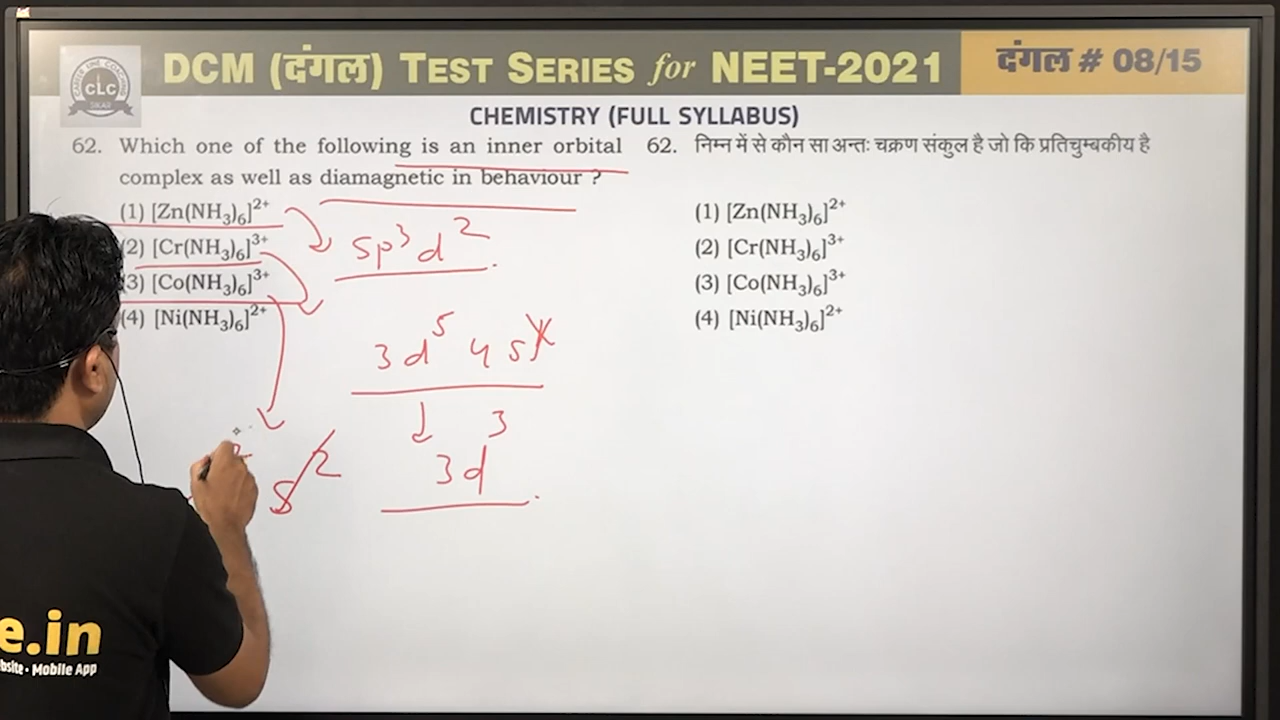 DCM (दंगल) TEST SERIES for NEET-2021
दंगल # 08/15
CLC
SIKAR
CHEMISTRY (FULL SYLLABUS)
62. Which one of the following is an inner orbital
complex as well as diamagnetic in behaviour ?
(1) [Zn(NH₃)₆]²⁺
(2) [Cr(NH₃)₆]³⁺
(3) [Co(NH₃)₆]³⁺
(4) [Ni(NH₃)₆]²⁺
62. निम्न में से कौन सा अन्तः चक्रण संकुल है जो कि प्रतिचुम्बकीय है
(1) [Zn(NH₃)₆]²⁺
(2) [Cr(NH₃)₆]³⁺
(3) [Co(NH₃)₆]³⁺
(4) [Ni(NH₃)₆]²⁺
sp³d²
3d⁵ 4s¹
3d³
s²
e.in
bsite • Mobile App